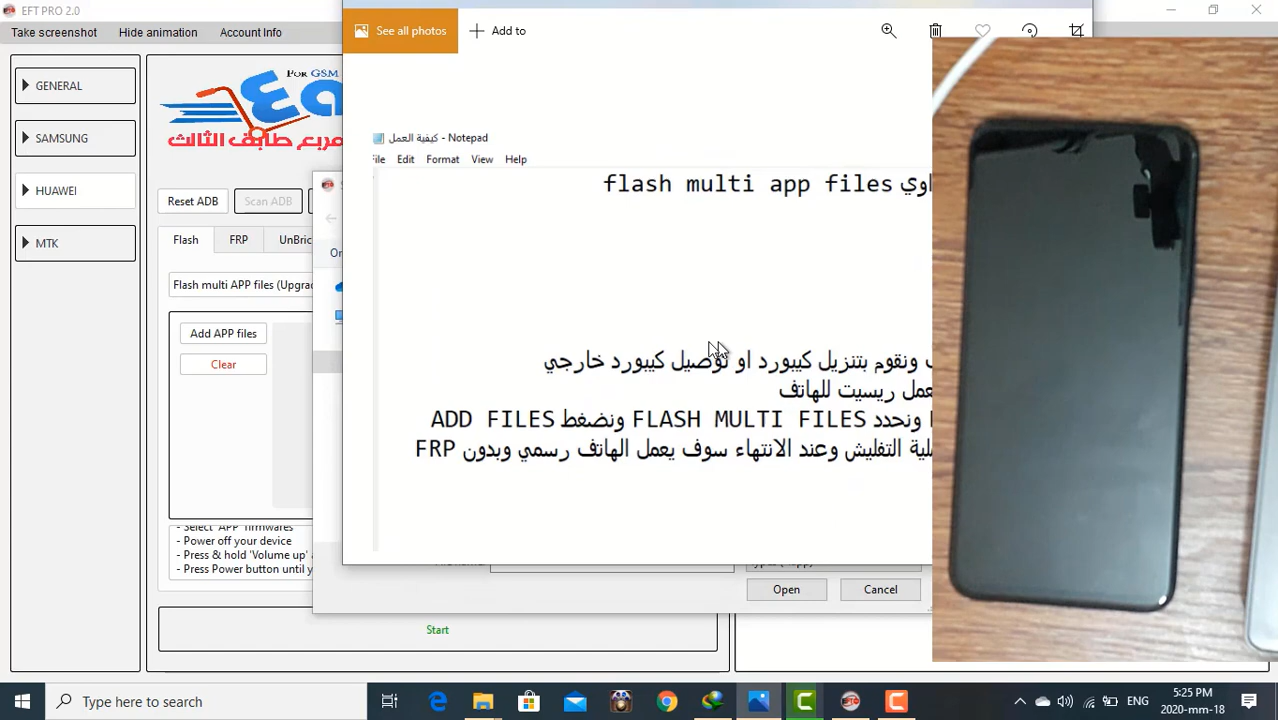 EFT PRO 2.0
Take screenshot Hide animation Account Info
See all photos Add to
GENERAL
SAMSUNG
HUAWEI
MTK
FOR GSM
مربع طايف الثالث
Reset ADB Scan ADB
Flash FRP
Flash multi APP files
Add APP files
Clear
كيفية العمل - Notepad
File Edit Format View Help
flash multi app files
ونقوم بتنزيل كيبورد او توصيل كيبورد خارجي
ريسيت للهاتف
ونحدد FLASH MULTI FILES ونضغط ADD FILES
التفليش وعند الانتهاء سوف يعمل الهاتف رسمي وبدون FRP
- Select 'APP' firmwares
- Power off your device
- Press & hold 'Volume up'
- Press Power button until
Open Cancel
Start
Type here to search
ENG
5:25 PM
2020-mm-18